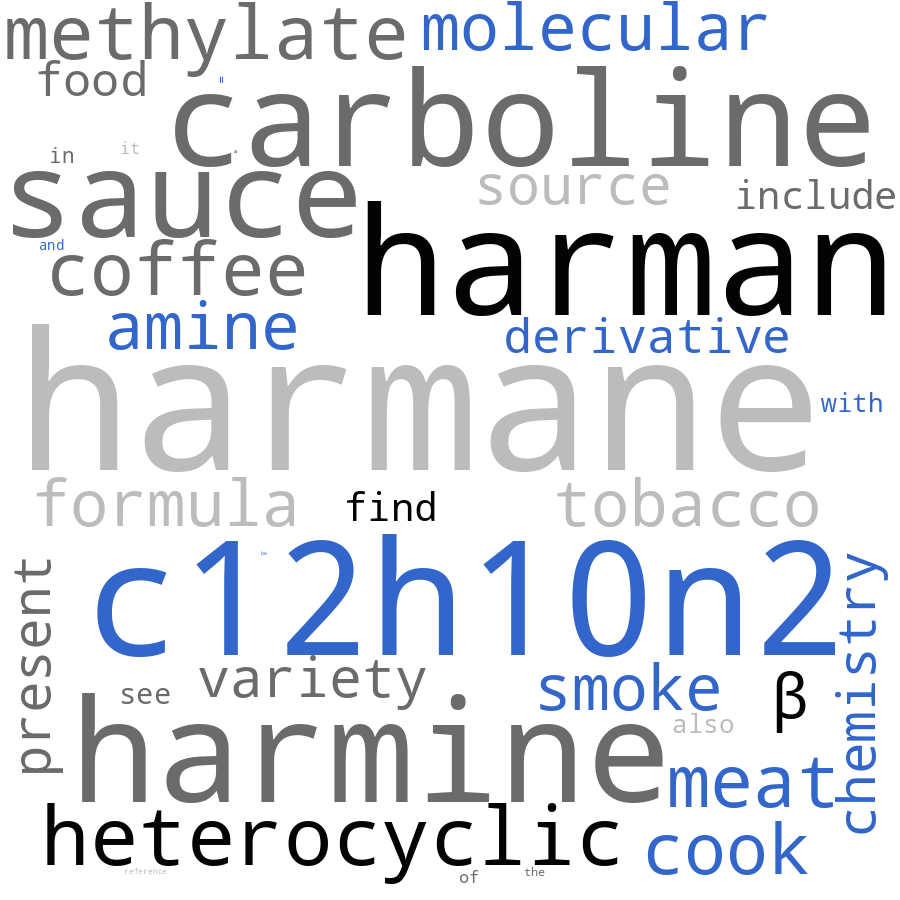 methylate molecular
food
carboline
in it
sauce source include
harman
and
coffee
amine derivative
harmane
with
formula find tobacco
c12h10n2
present
chemistry
variety smoke β
see
also
harmine
meat
heterocyclic
cook
reference of the